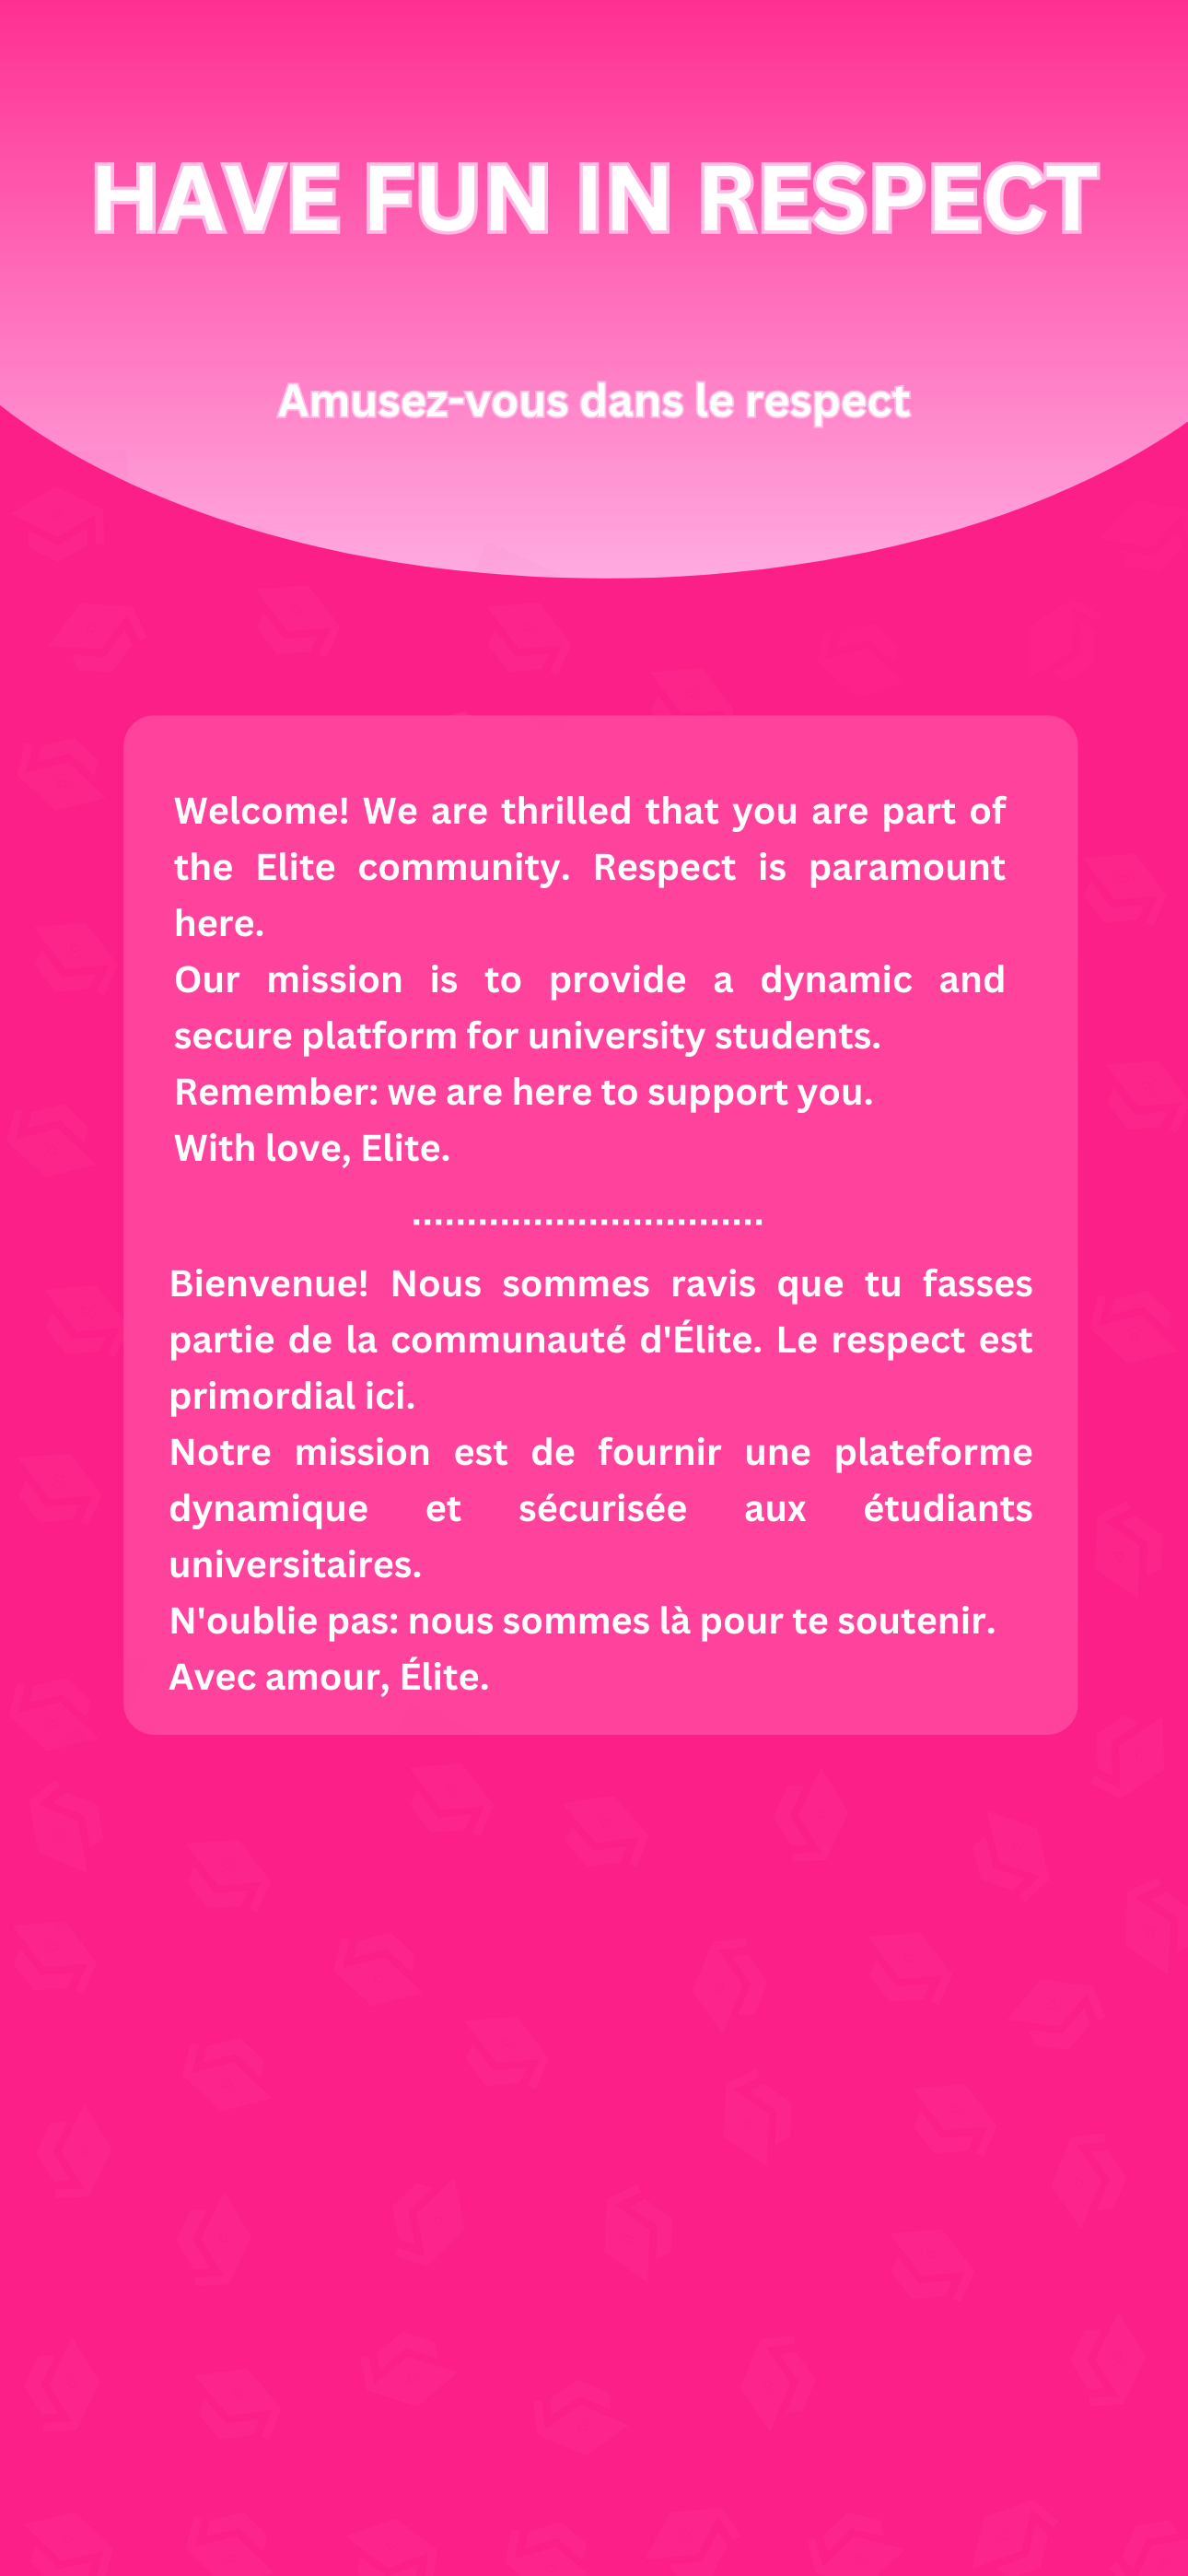 HAVE FUN IN RESPECT
Amusez-vous dans le respect
Welcome! We are thrilled that you are part of
the Elite community. Respect is paramount
here.
Our mission is to provide a dynamic and
secure platform for university students.
Remember: we are here to support you.
With love, Elite.
................................
Bienvenue! Nous sommes ravis que tu fasses
partie de la communauté d'Élite. Le respect est
primordial ici.
Notre mission est de fournir une plateforme
dynamique et sécurisée aux étudiants
universitaires.
N'oublie pas: nous sommes là pour te soutenir.
Avec amour, Élite.